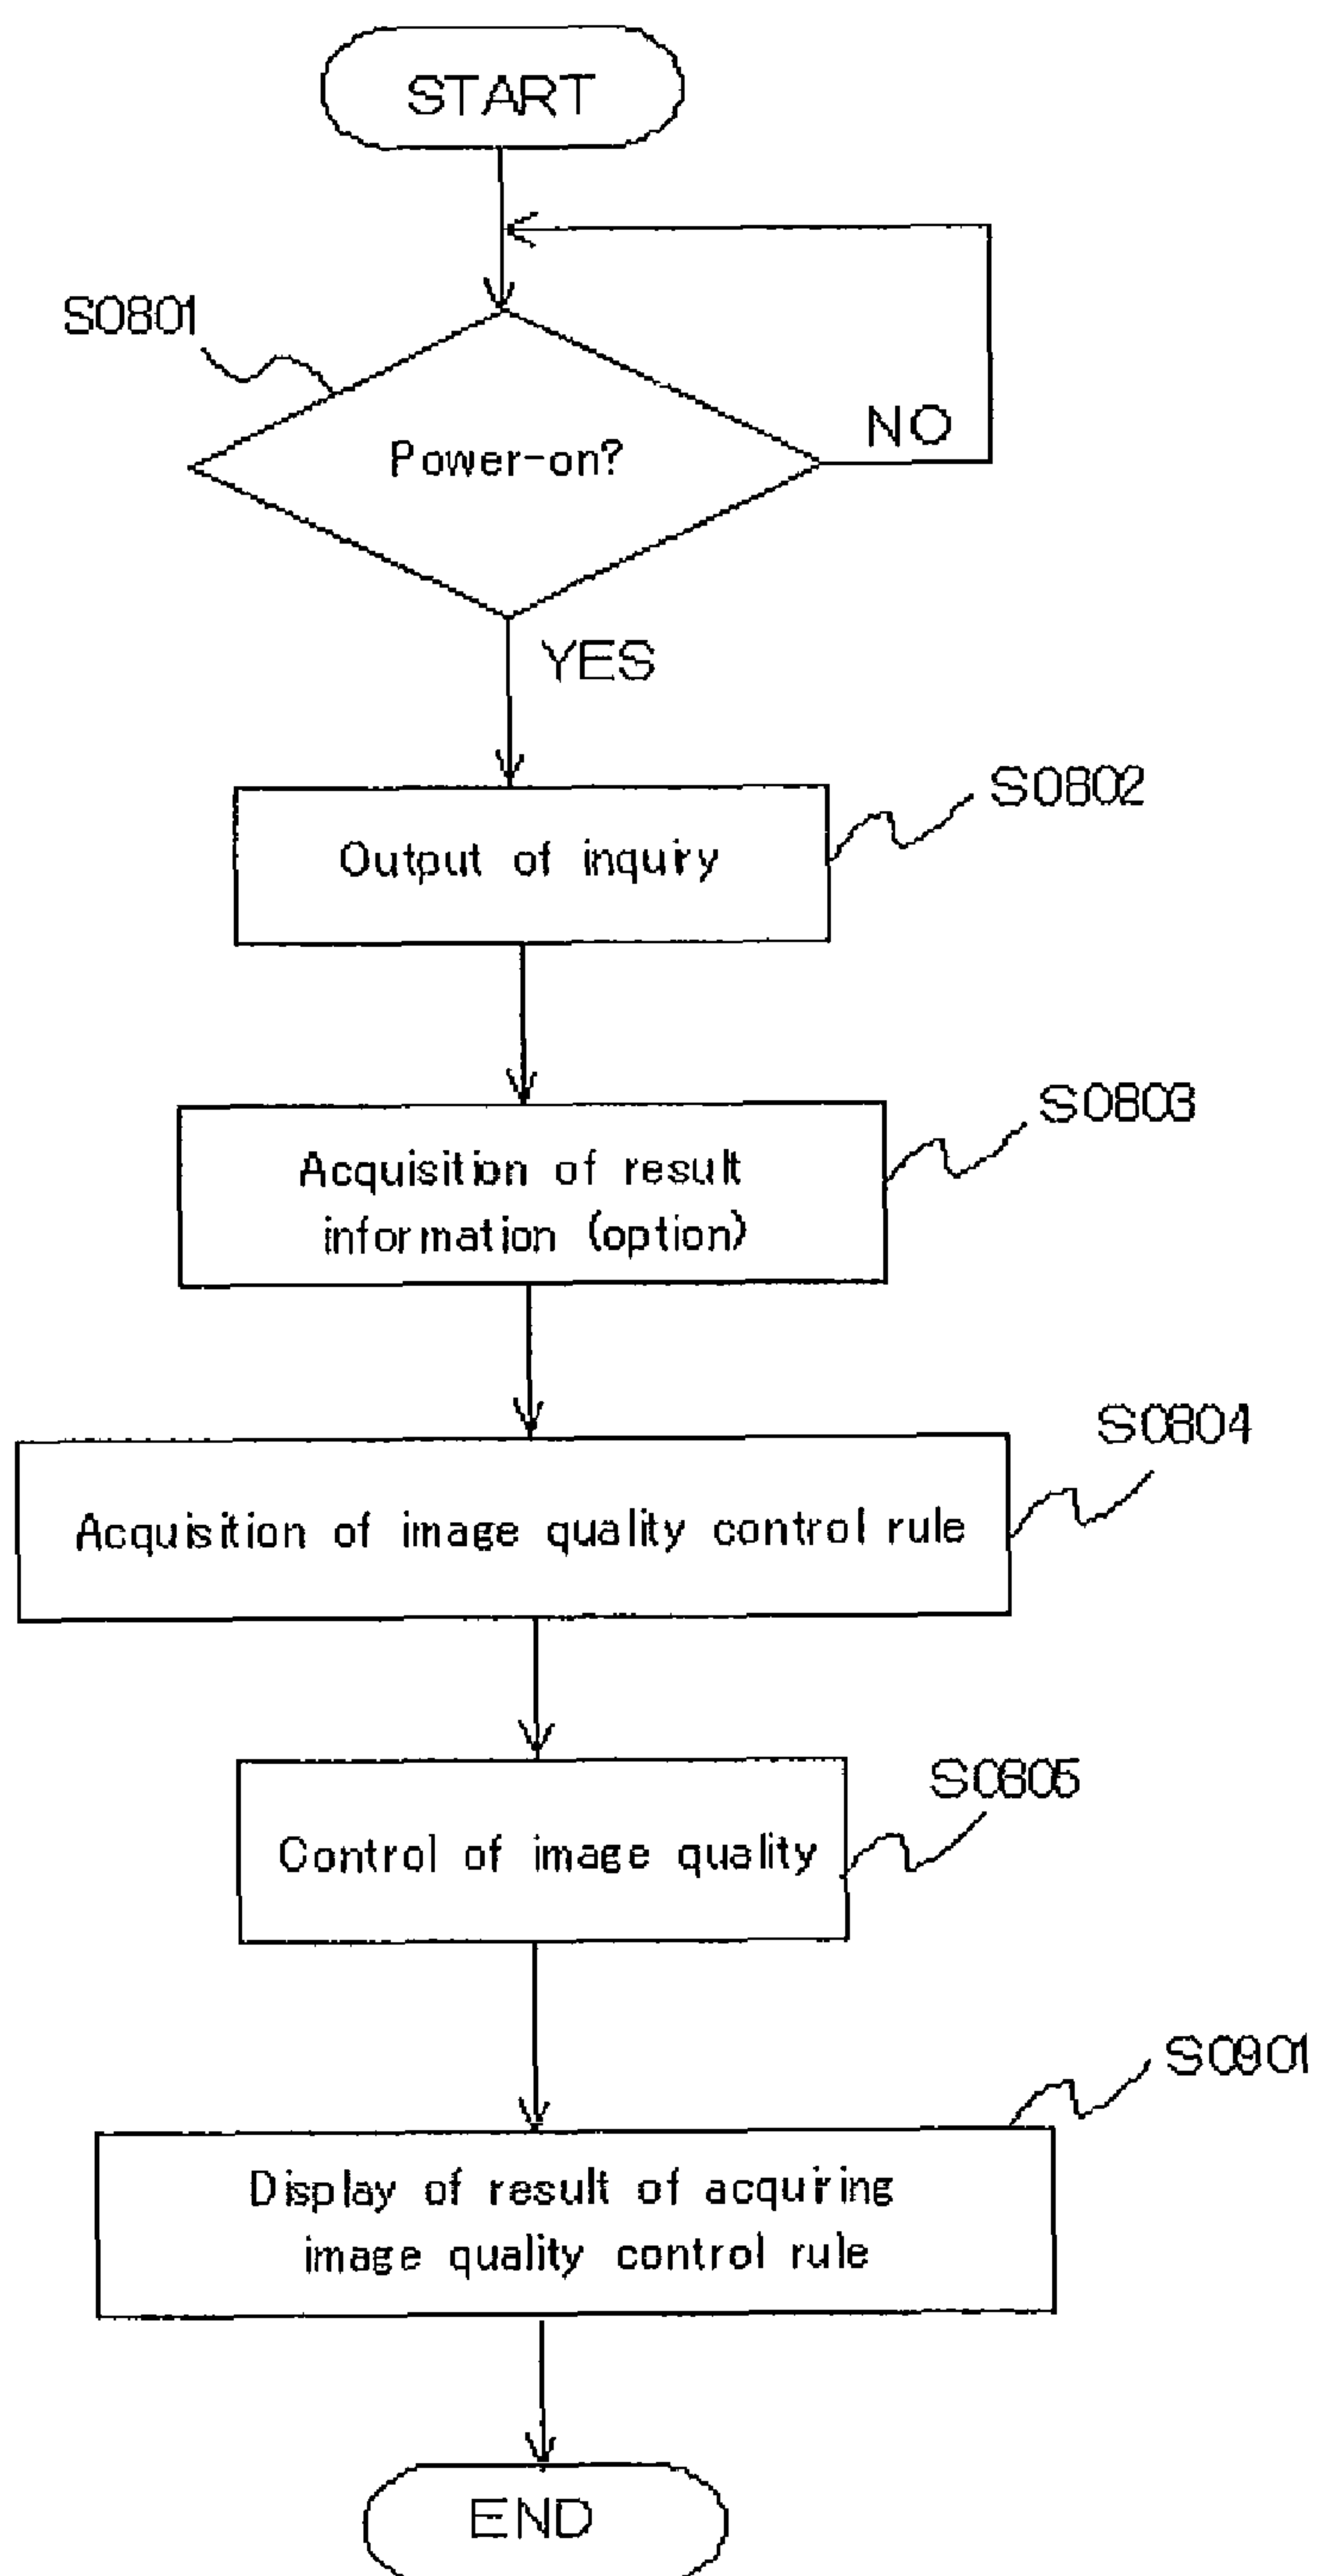 START
S0801
Power-on?
NO
YES
S0802
Output of inquiry
S0803
Acquisition of result
information (option)
S0804
Acquisition of image quality control rule
S0805
Control of image quality
S0901
Display of result of acquiring
image quality control rule
END